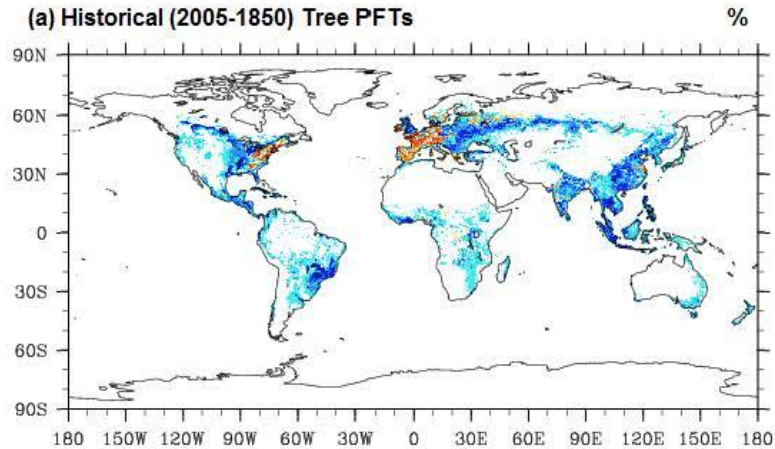 (a) Historical (2005-1850) Tree PFTs %
90N
60N
30N
0
30S
60S
90S
180 150W 120W 90W 60W 30W 0 30E 60E 90E 120E 150E 180